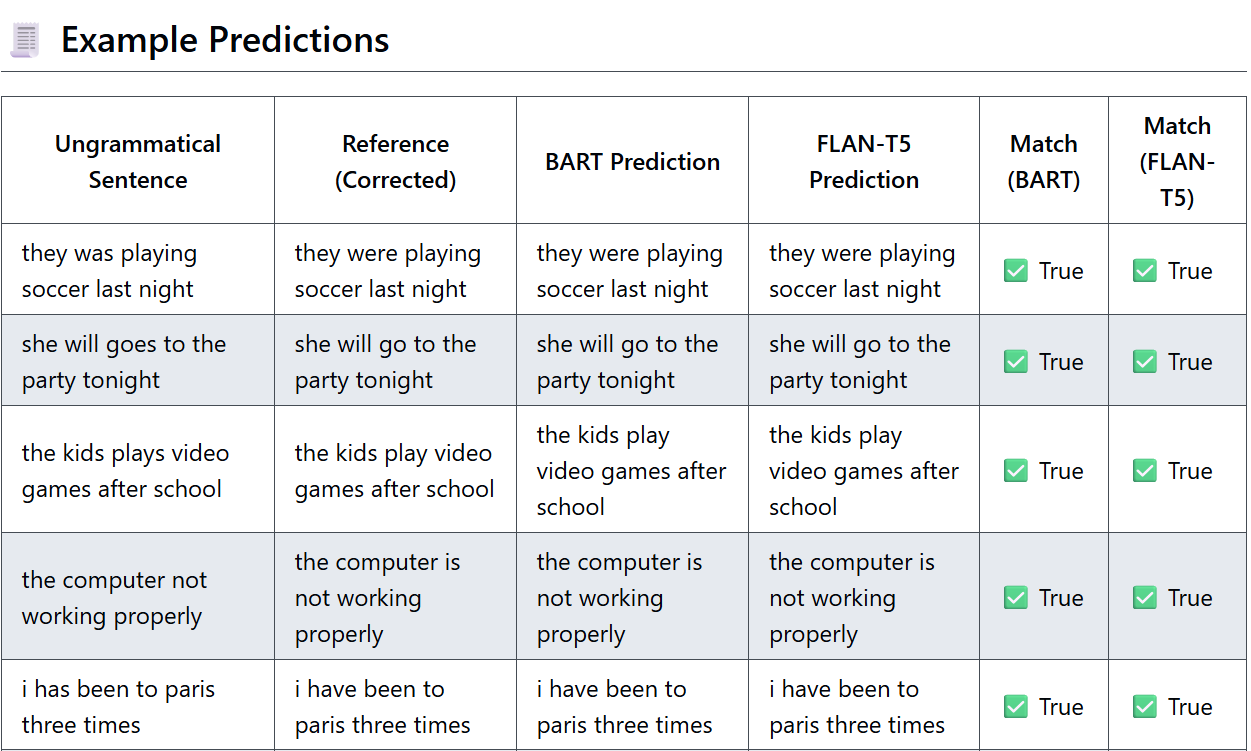 Example Predictions
Ungrammatical
Sentence
Reference
(Corrected)
BART Prediction
FLAN-T5
Prediction
Match
(BART)
Match
(FLAN-
T5)
they was playing
soccer last night
they were playing
soccer last night
they were playing
soccer last night
they were playing
soccer last night
True
True
she will goes to the
party tonight
she will go to the
party tonight
she will go to the
party tonight
she will go to the
party tonight
True
True
the kids plays video
games after school
the kids play video
games after school
the kids play
video games after
school
the kids play
video games after
school
True
True
the computer not
working properly
the computer is
not working
properly
the computer is
not working
properly
the computer is
not working
properly
True
True
i has been to paris
three times
i have been to
paris three times
i have been to
paris three times
i have been to
paris three times
True
True